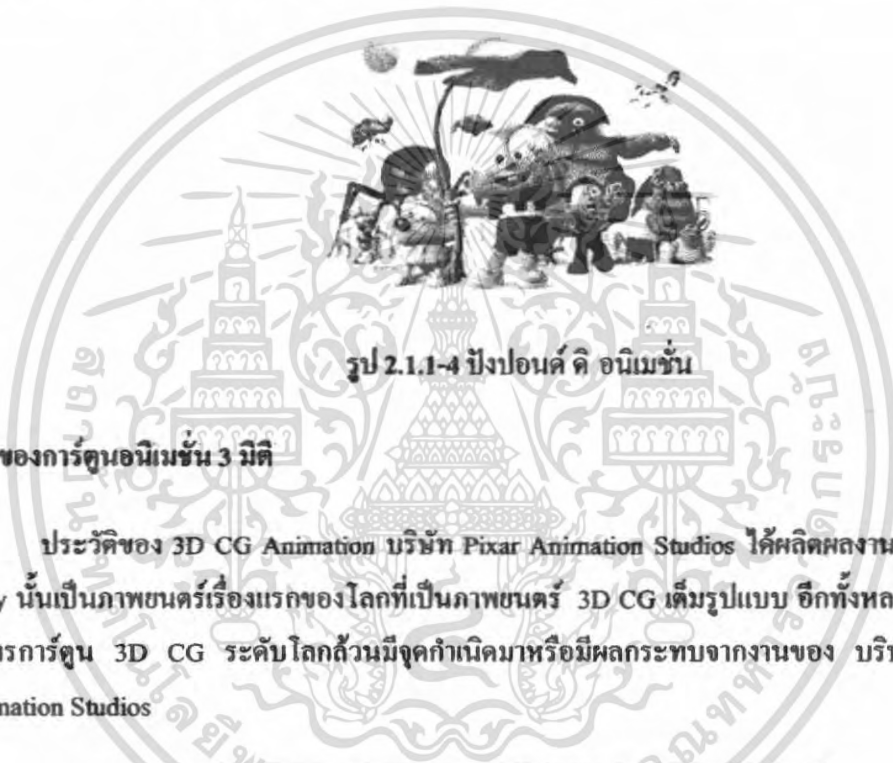 รูป 2.1.1-4 ปังปอนด์ ดิ อนิเมชั่น
ของการ์ตูนอนิเมชั่น 3 มิติ
ประวัติของ 3D CG Animation บริษัท Pixar Animation Studios ได้ผลิตผลงาน
นั้นเป็นภาพยนตร์เรื่องแรกของโลกที่เป็นภาพยนตร์ 3D CG เต็มรูปแบบ อีกทั้งหล
รการ์ตูน 3D CG ระดับโลกล้วนมีจุดกำเนิดมาหรือมีผลกระทบจากงานของ บริษ
nation Studios